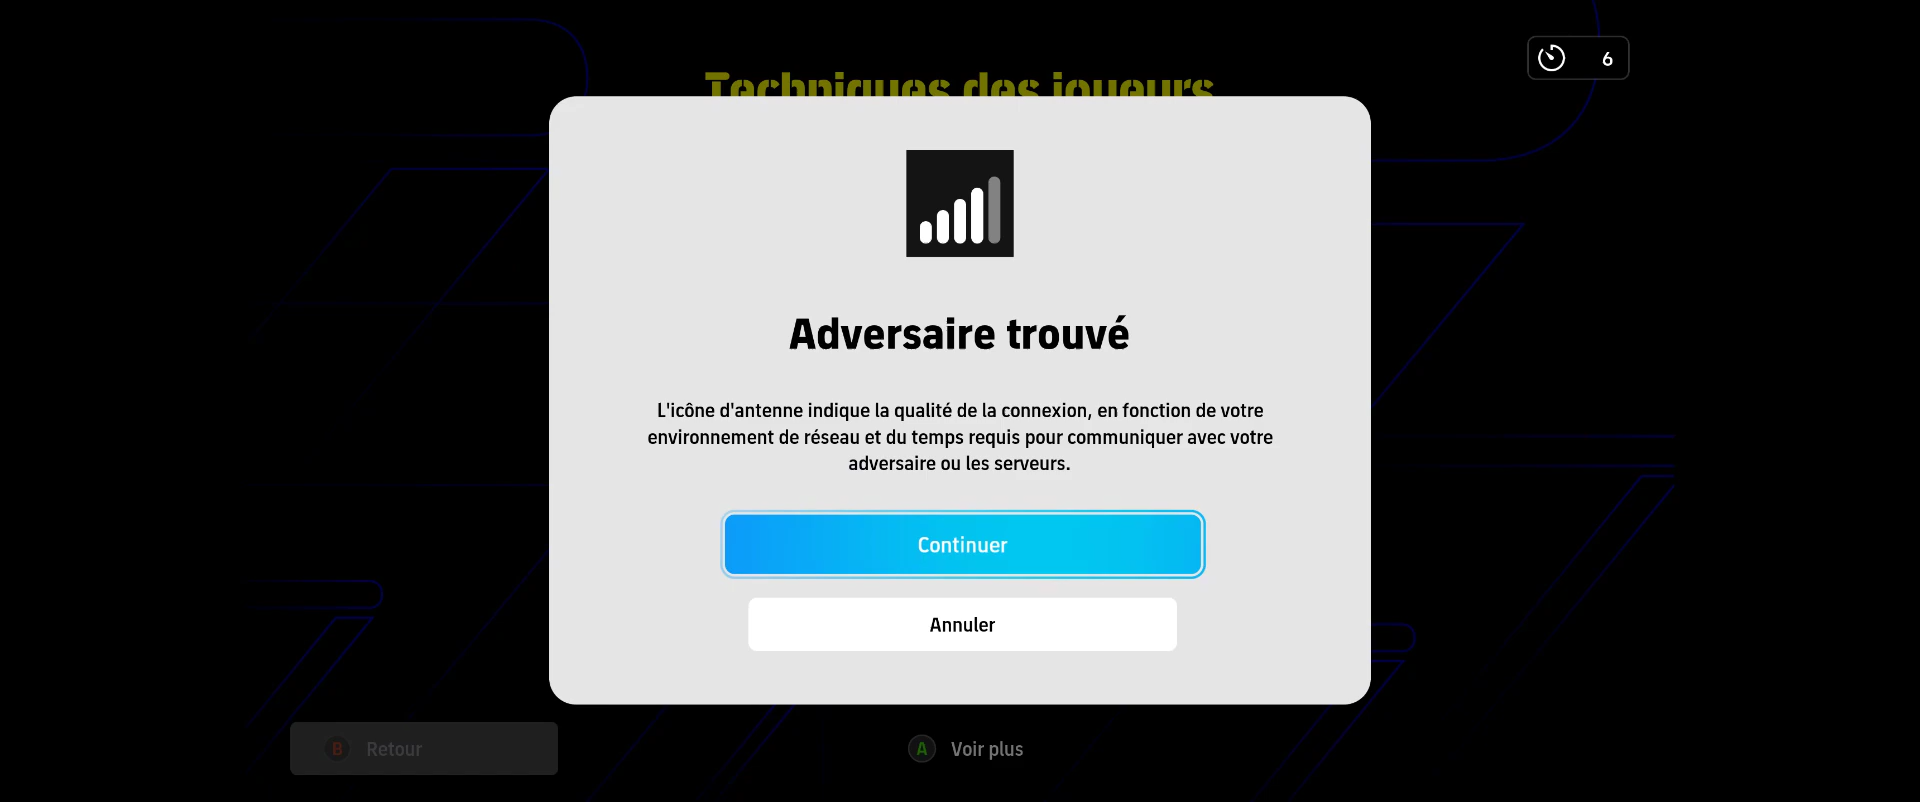 6
Techniques des joueurs
Adversaire trouvé
L'icône d'antenne indique la qualité de la connexion, en fonction de votre
environnement de réseau et du temps requis pour communiquer avec votre
adversaire ou les serveurs.
Continuer
Annuler
B Retour
A Voir plus